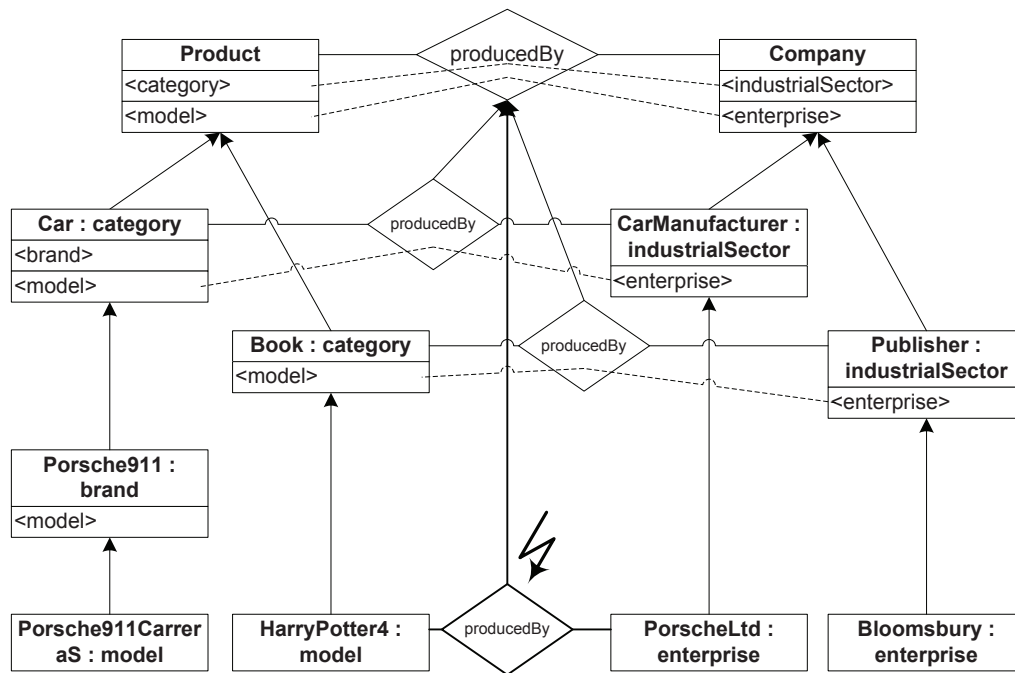 Product
producedBy
Company
<category>
<industrialSector>
<model>
<enterprise>
Car : category
producedBy
CarManufacturer :
industrialSector
<brand>
<model>
<enterprise>
Book : category
producedBy
Publisher :
industrialSector
<model>
<enterprise>
Porsche911 :
brand
<model>
Porsche911Carrer
aS : model
HarryPotter4 :
model
producedBy
PorscheLtd :
enterprise
Bloomsbury :
enterprise